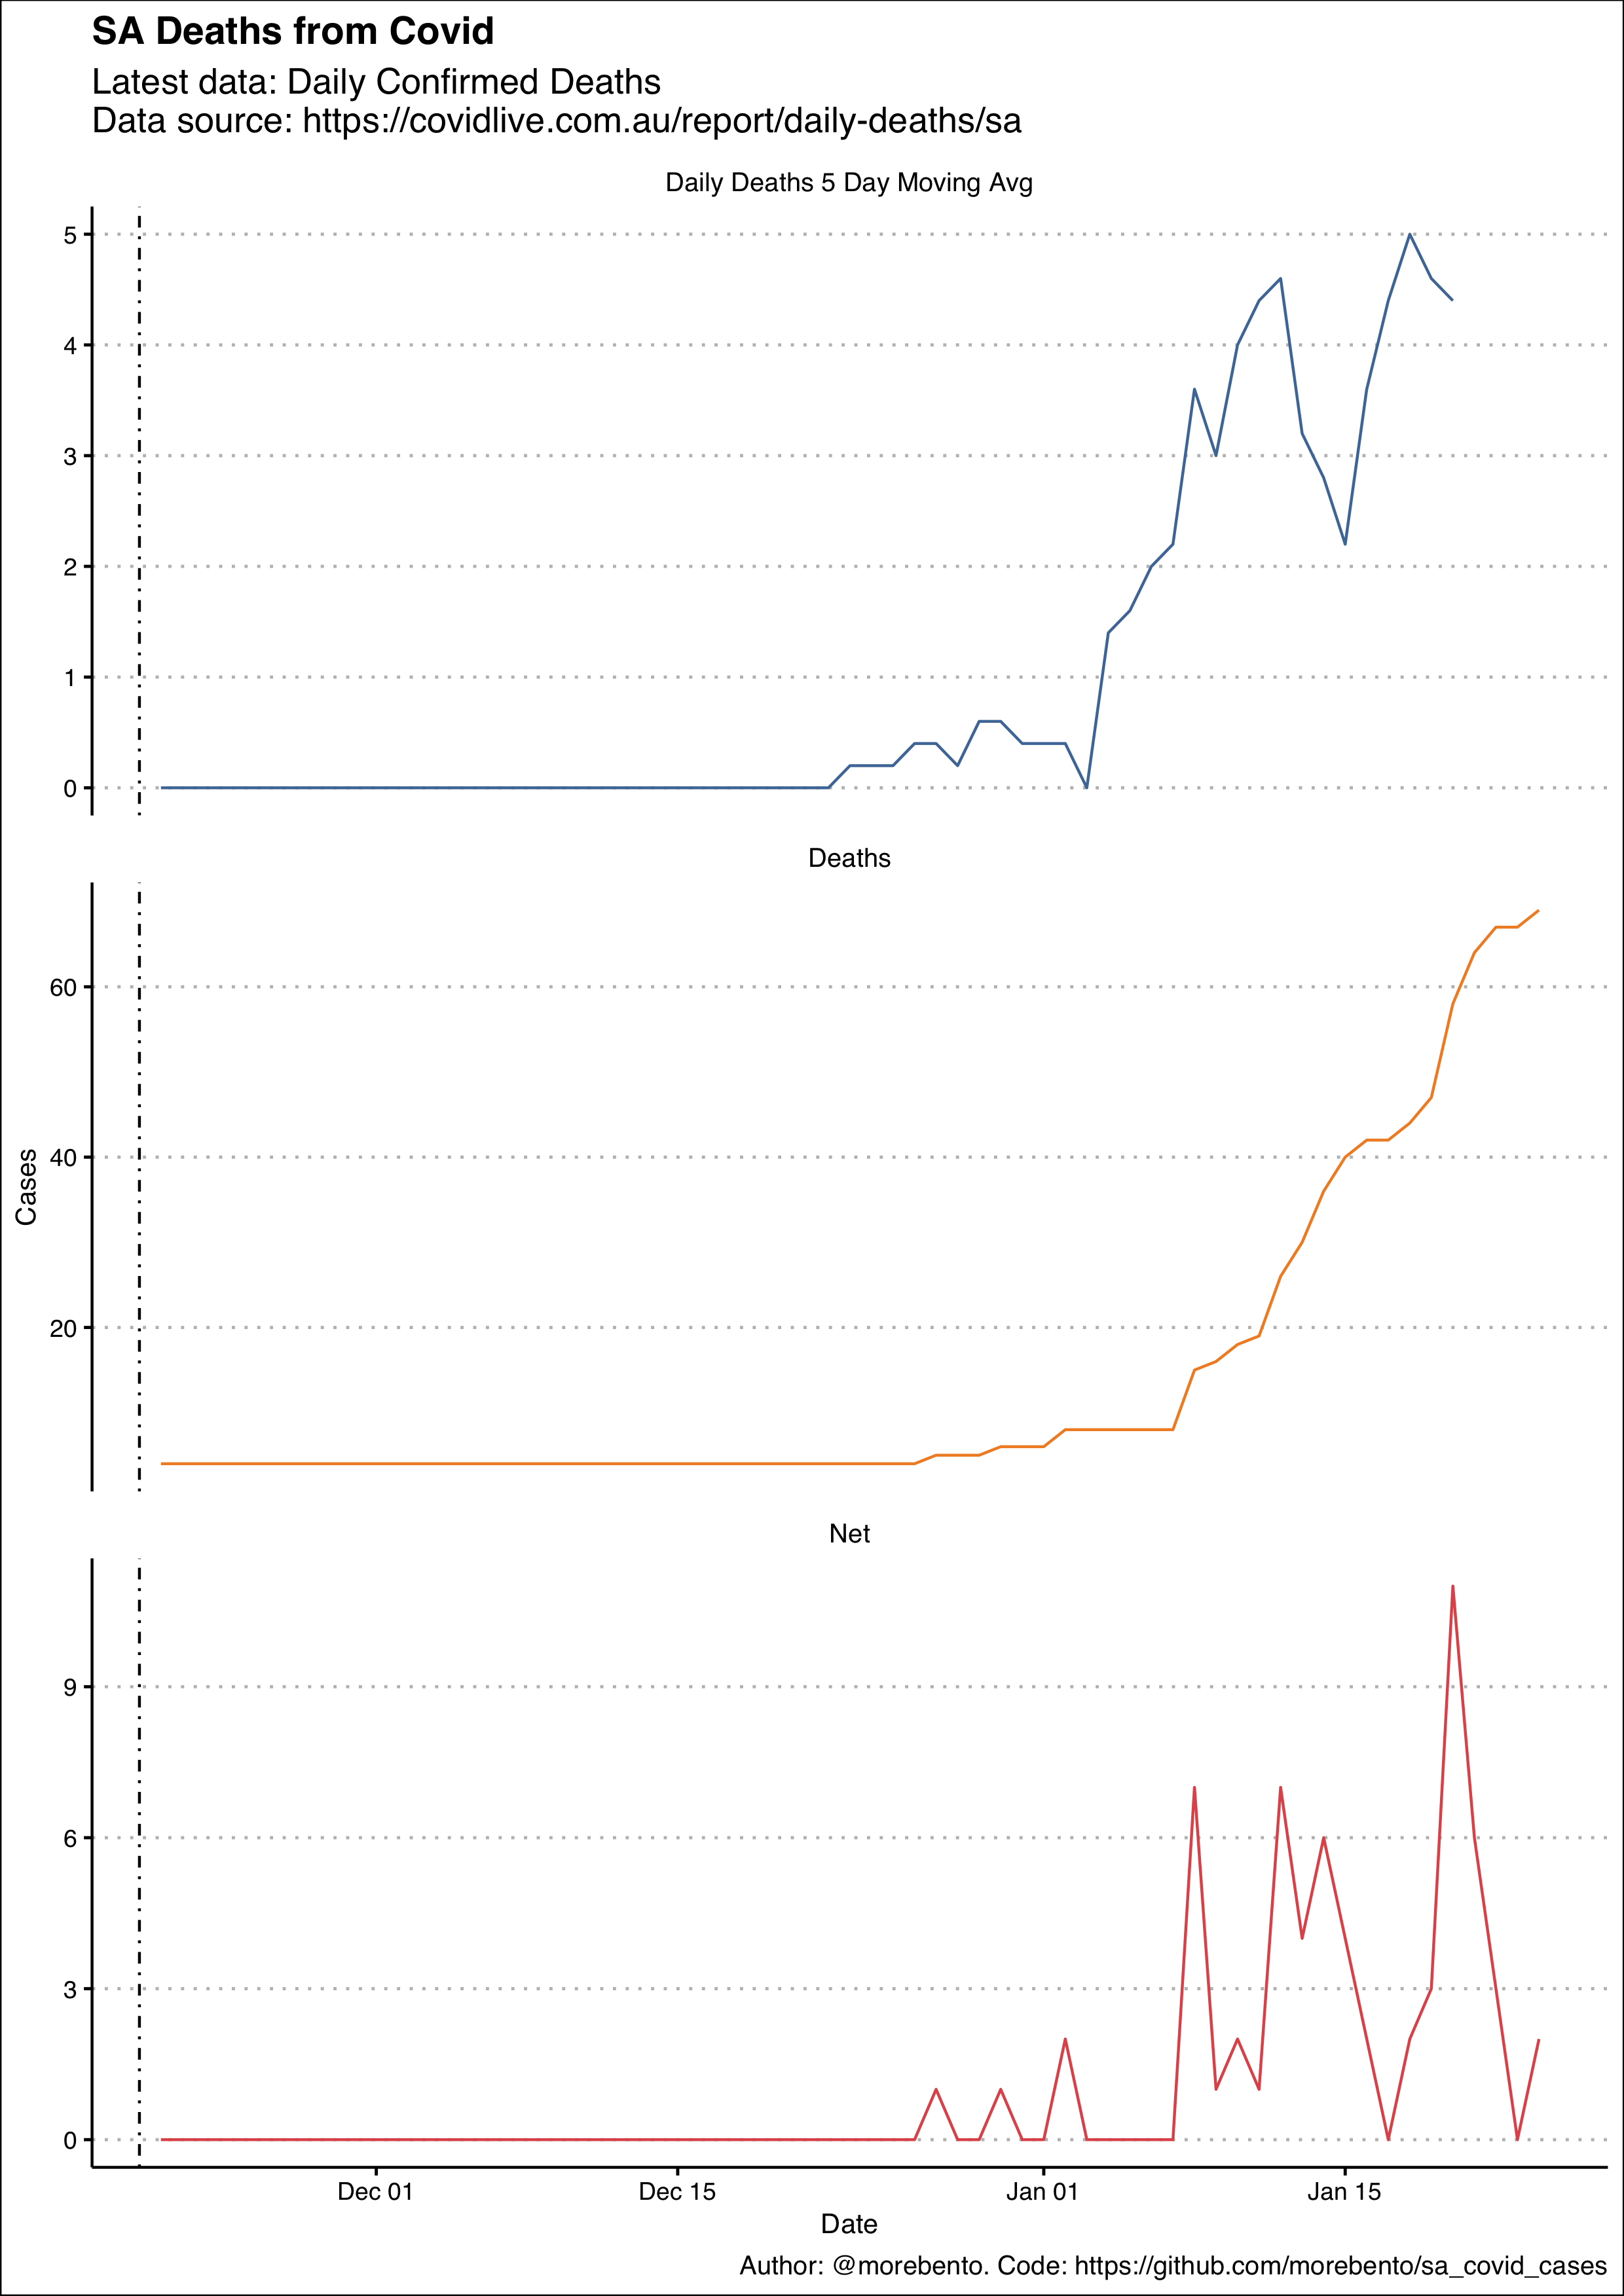 SA Deaths from Covid
Latest data: Daily Confirmed Deaths
Data source: https://covidlive.com.au/report/daily-deaths/sa
Daily Deaths 5 Day Moving Avg
5
4
3
2
1
0
Deaths
60
40
20
Cases
Net
9
6
3
0
Dec 01 Dec 15 Jan 01 Jan 15
Date
Author: @morebento. Code: https://github.com/morebento/sa_covid_cases